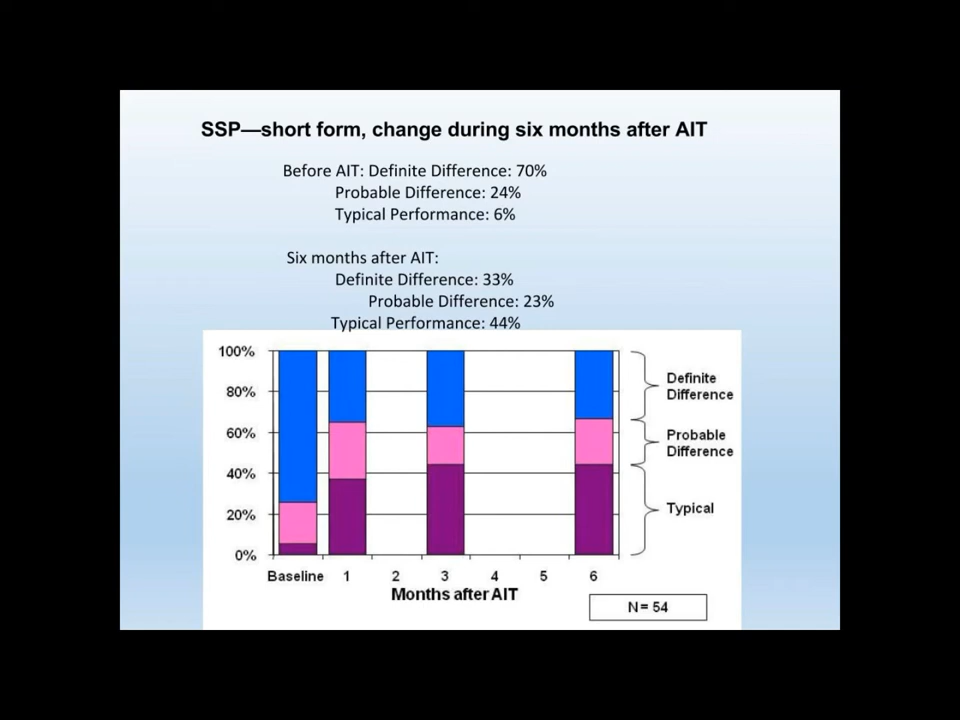 SSP—short form, change during six months after AIT
Before AIT: Definite Difference: 70%
Probable Difference: 24%
Typical Performance: 6%
Six months after AIT:
Definite Difference: 33%
Probable Difference: 23%
Typical Performance: 44%
100%
80%
60%
40%
20%
0%
Definite
Difference
Probable
Difference
Typical
Baseline 1 2 3 4 5 6
Months after AIT
N= 54